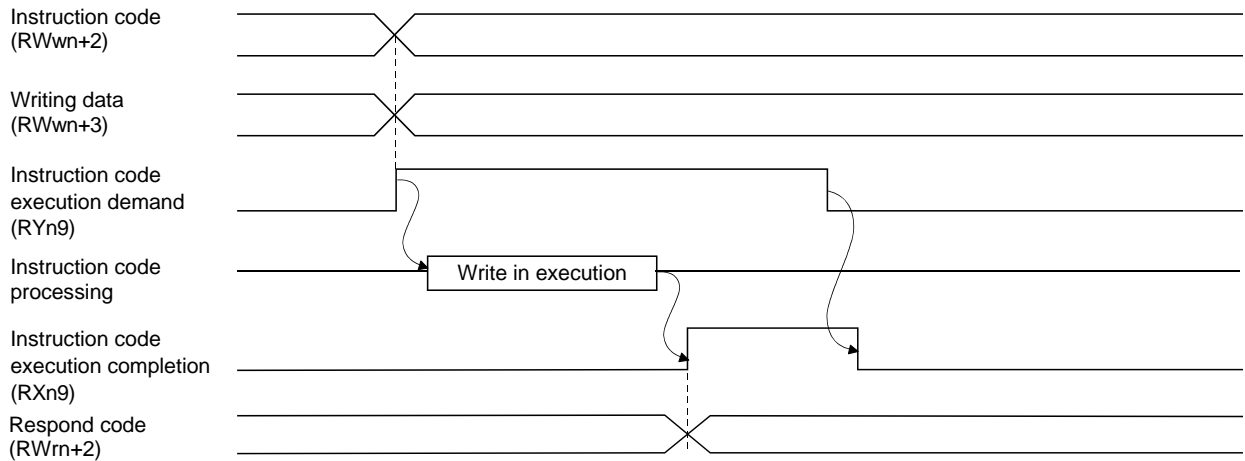 Instruction code
(RWwn+2)
Writing data
(RWwn+3)
Instruction code
execution demand
(RYn9)
Instruction code
processing
Write in execution
Instruction code
execution completion
(RXn9)
Respond code
(RWrn+2)